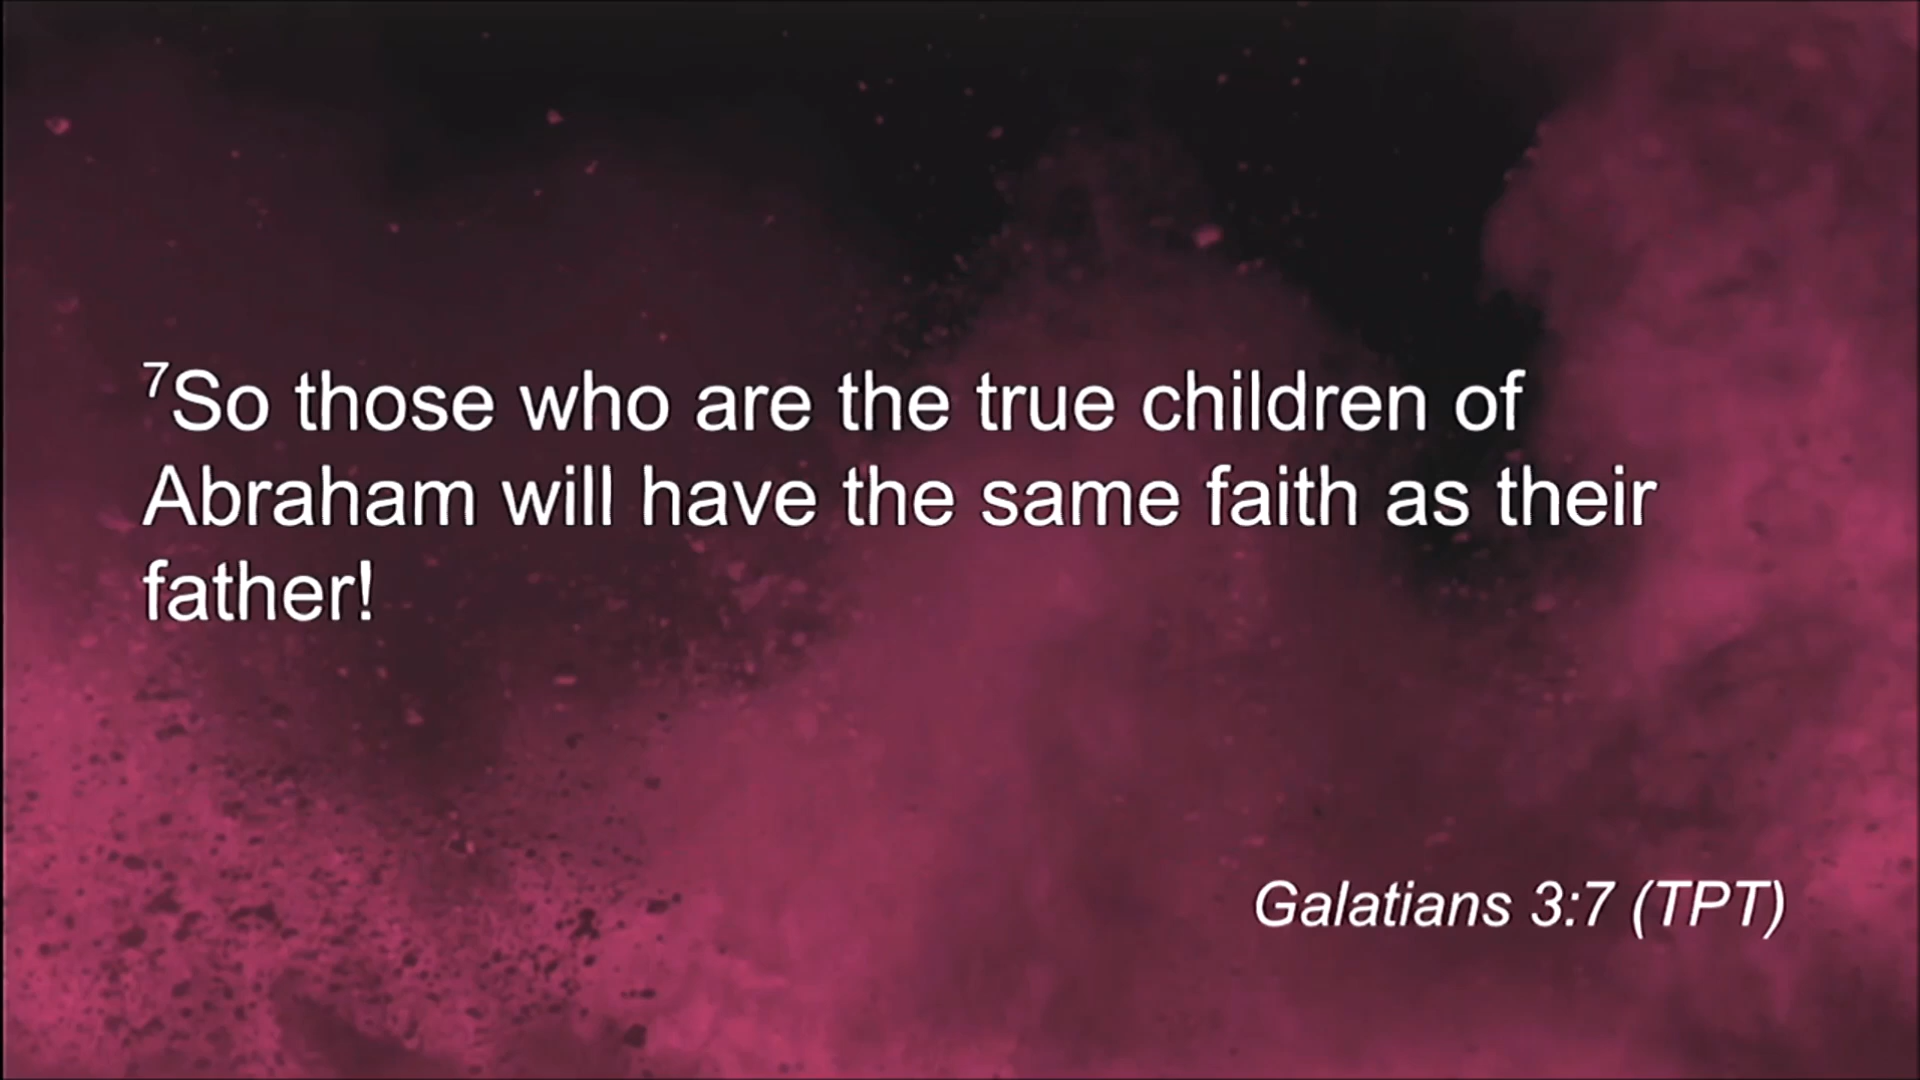 ⁷So those who are the true children of
Abraham will have the same faith as their
father!
Galatians 3:7 (TPT)